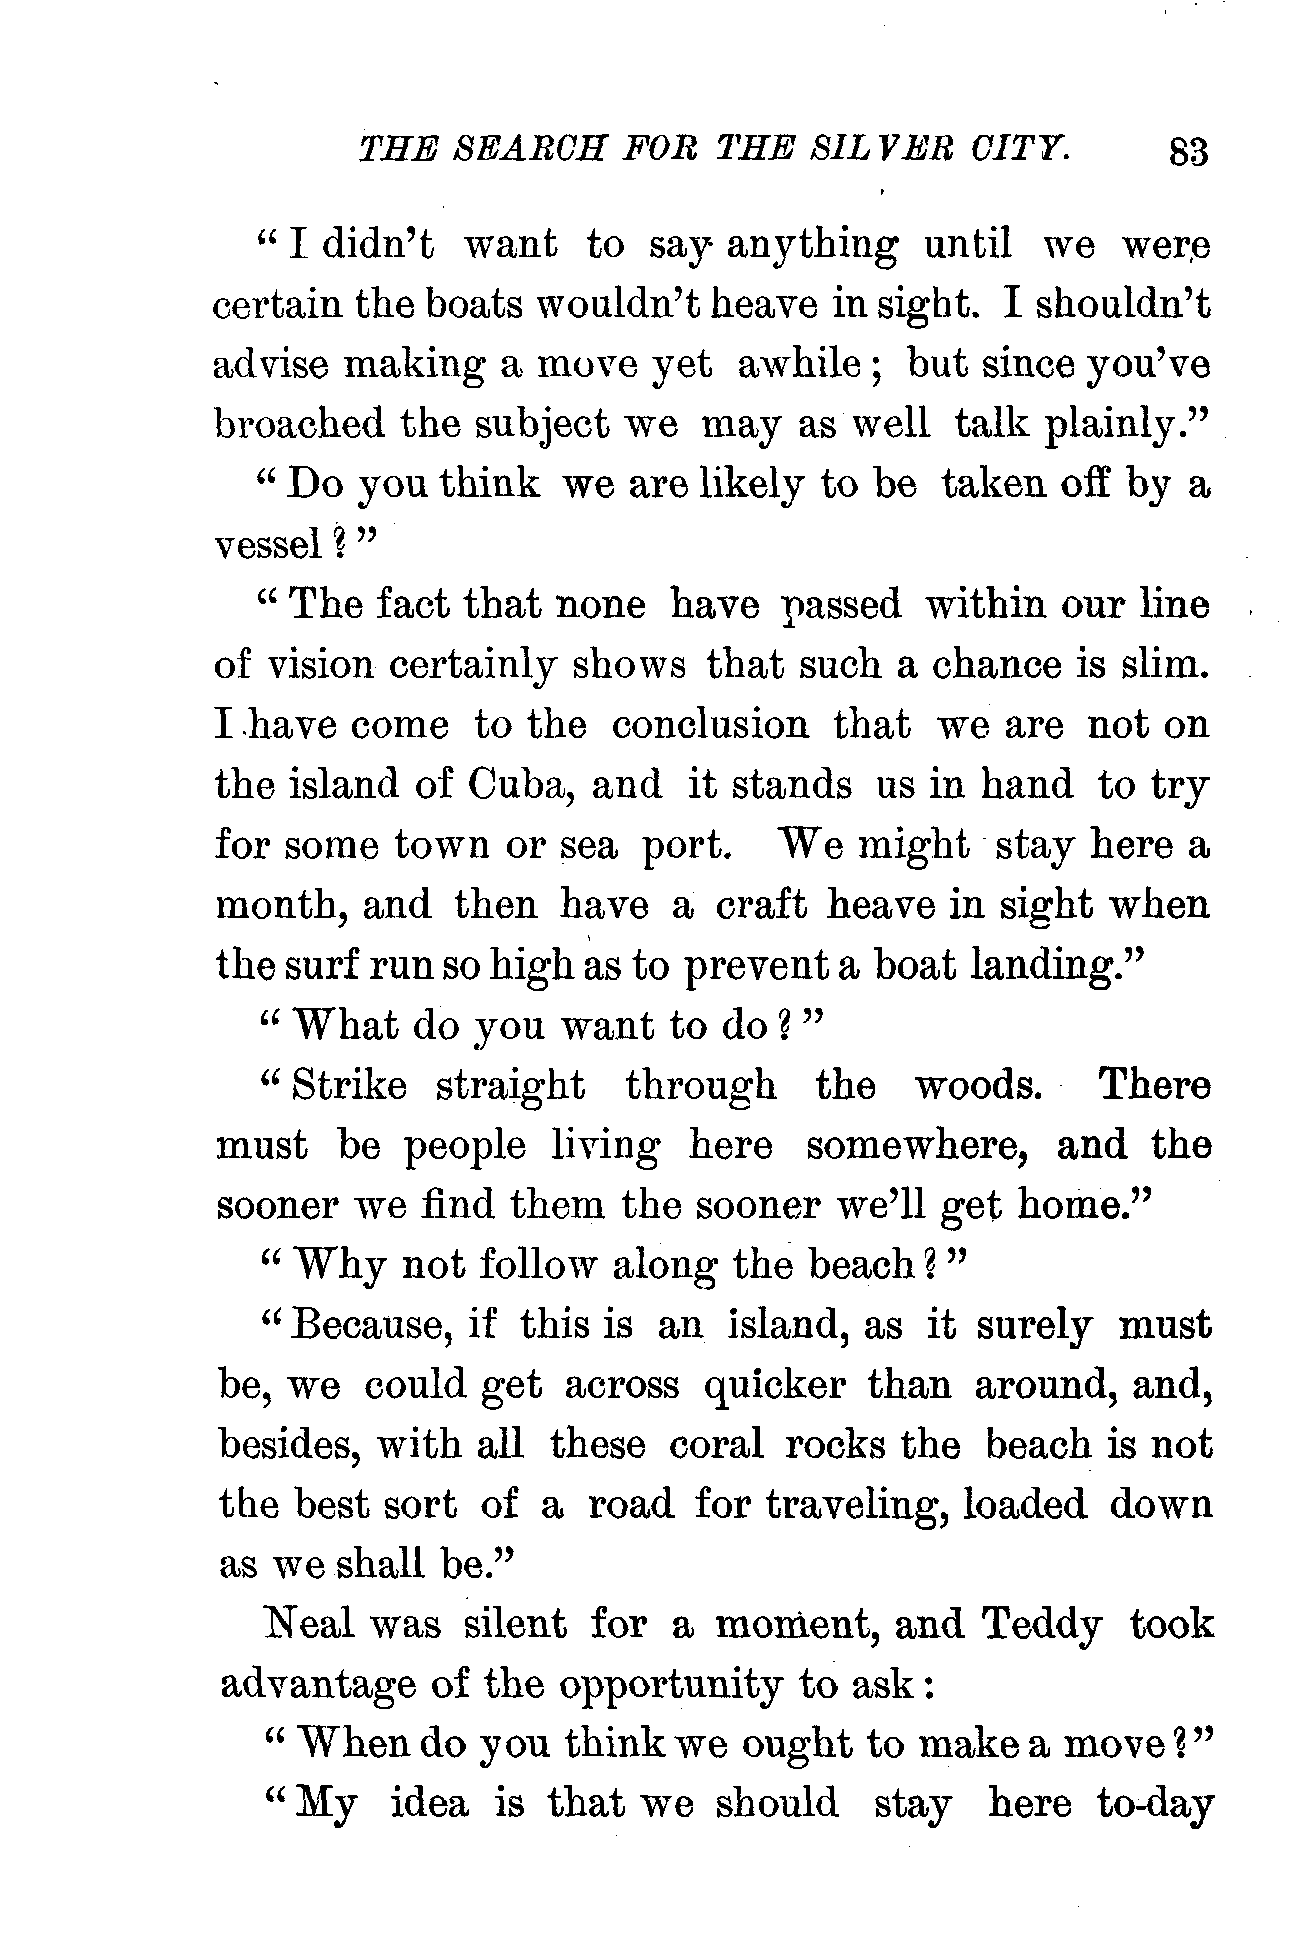 THE SEARCH FOR THE SILVER CITY. 83
"I didn't want to say anything until we were
certain the boats wouldn't heave in sight. I shouldn't
advise making a move yet awhile; but since you've
broached the subject we may as well talk plainly."
"Do you think we are likely to be taken off by a
vessel?"
"The fact that none have passed within our line
of vision certainly shows that such a chance is slim.
I have come to the conclusion that we are not on
the island of Cuba, and it stands us in hand to try
for some town or sea port. We might stay here a
month, and then have a craft heave in sight when
the surf run so high as to prevent a boat landing."
"What do you want to do?"
"Strike straight through the woods. There
must be people living here somewhere, and the
sooner we find them the sooner we'll get home."
"Why not follow along the beach?"
"Because, if this is an island, as it surely must
be, we could get across quicker than around, and,
besides, with all these coral rocks the beach is not
the best sort of a road for traveling, loaded down
as we shall be."
Neal was silent for a moment, and Teddy took
advantage of the opportunity to ask:
"When do you think we ought to make a move?"
"My idea is that we should stay here to-day